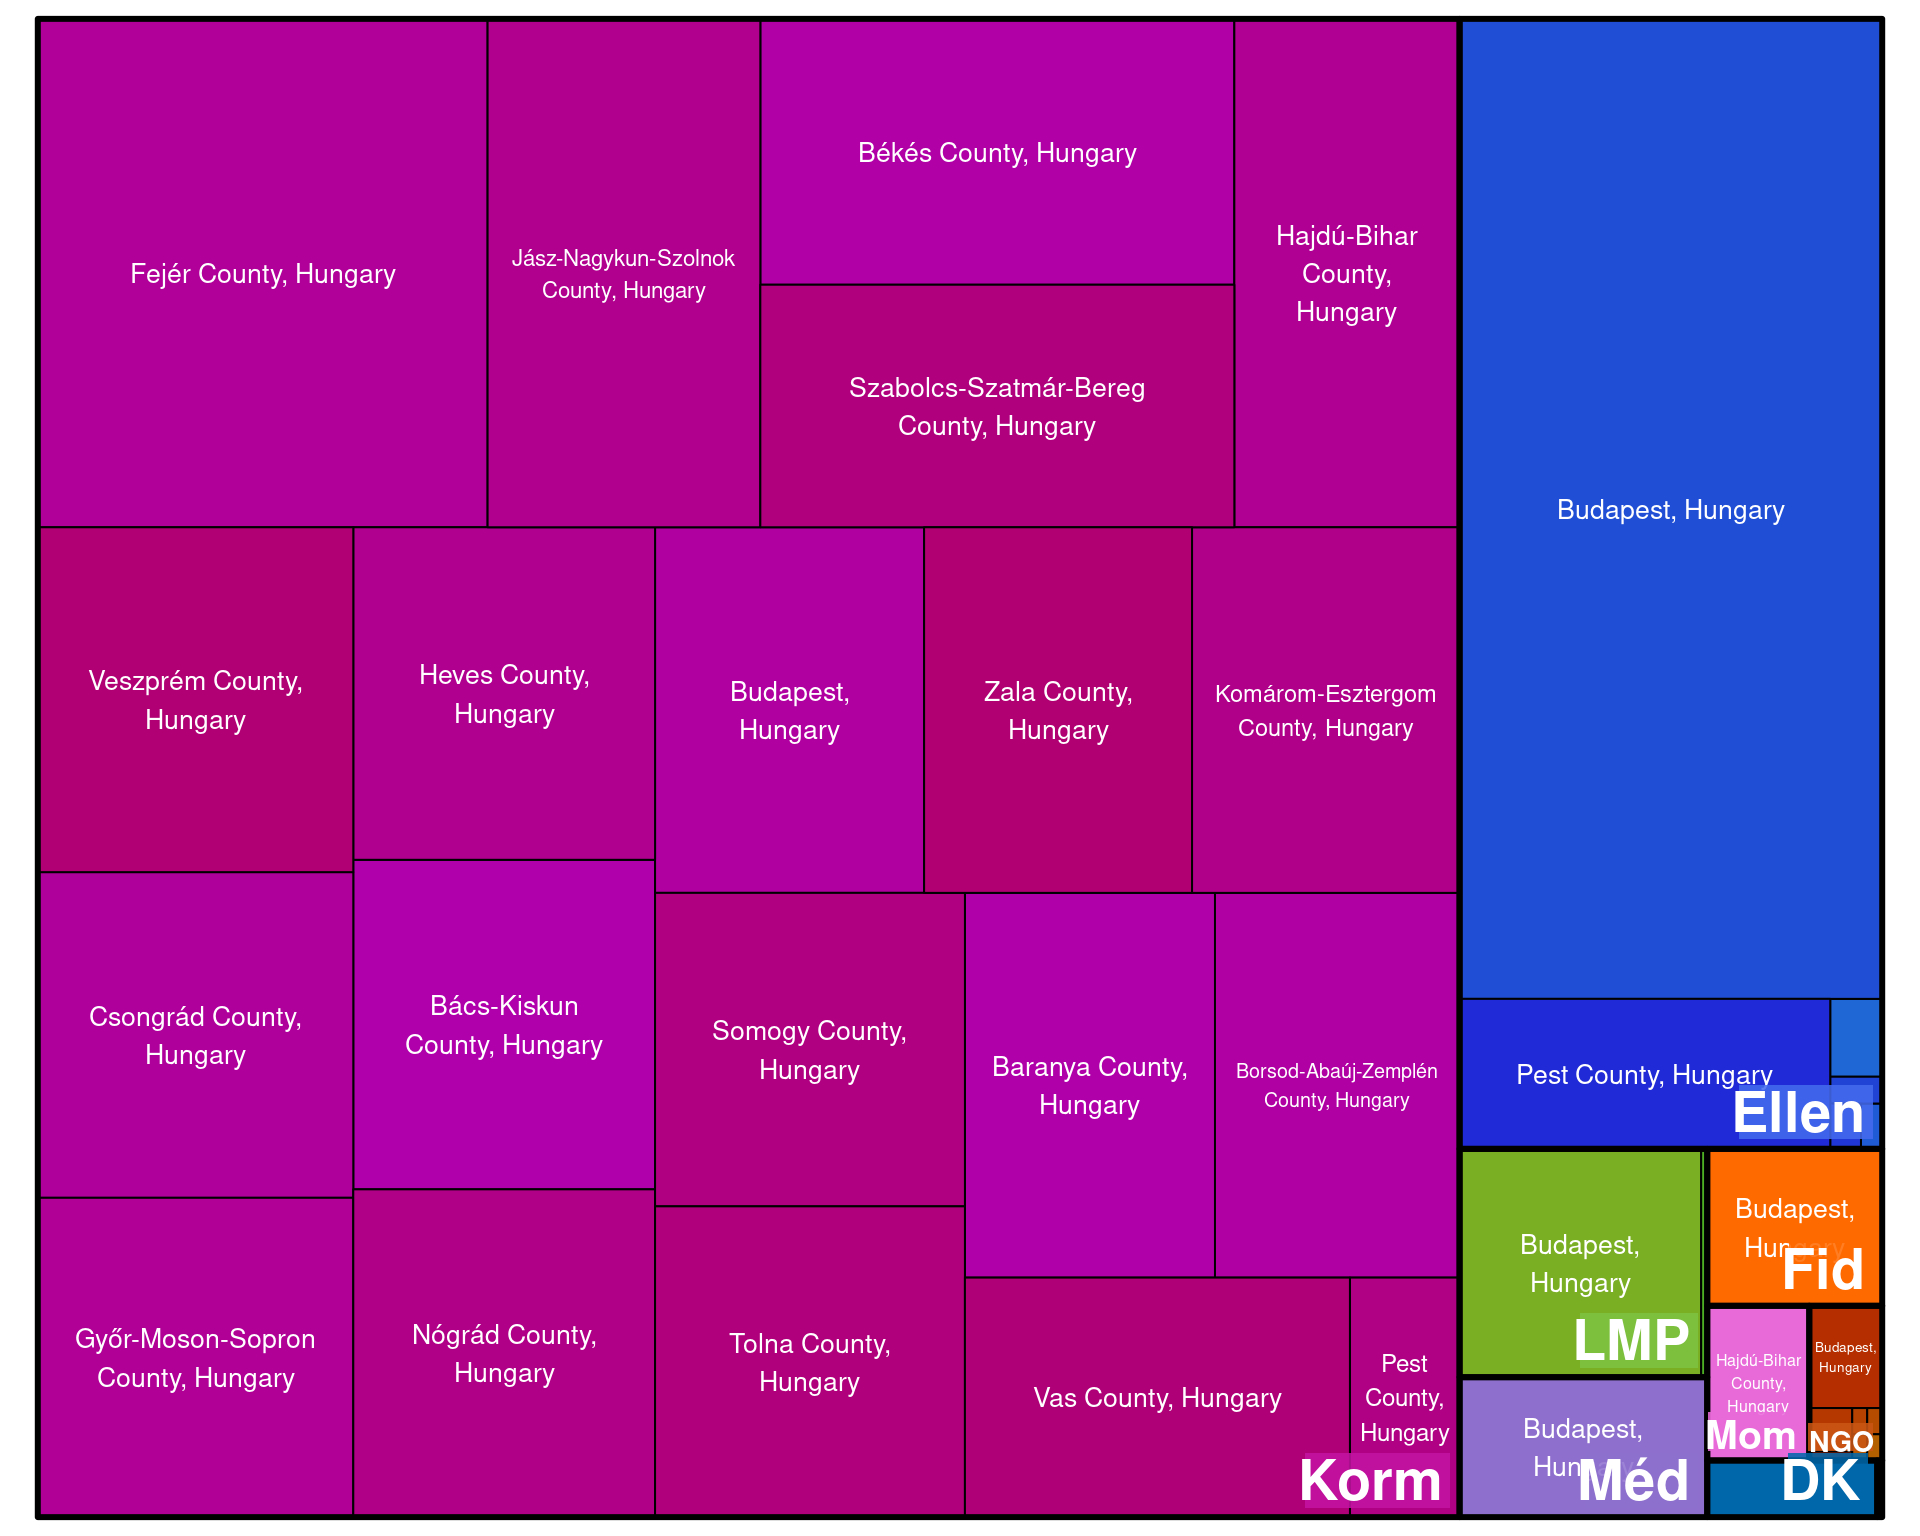 Fejér County, Hungary
Jász-Nagykun-Szolnok
County, Hungary
Békés County, Hungary
Szabolcs-Szatmár-Bereg
County, Hungary
Hajdú-Bihar
County,
Hungary
Veszprém County,
Hungary
Heves County,
Hungary
Budapest,
Hungary
Zala County,
Hungary
Komárom-Esztergom
County, Hungary
Csongrád County,
Hungary
Bács-Kiskun
County, Hungary
Somogy County,
Hungary
Baranya County,
Hungary
Borsod-Abaúj-Zemplén
County, Hungary
Győr-Moson-Sopron
County, Hungary
Nógrád County,
Hungary
Tolna County,
Hungary
Vas County, Hungary
Pest
County,
Hungary
Korm
Budapest, Hungary
Pest County, Hungary
Ellen
Budapest,
Hungary
LMP
Budapest,
Hungary
Fid
Hajdú-Bihar
County,
Hungary
Mom
Budapest,
Hungary
NGO
Budapest,
Hungary
Méd
DK